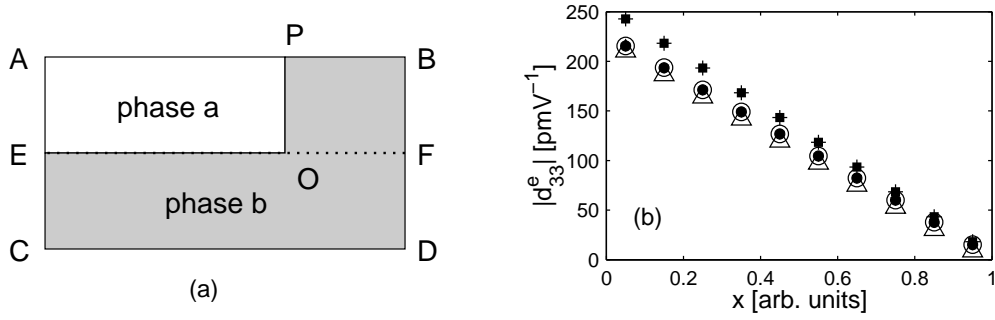 A P B
phase a
E F
O
phase b
C D
(a)
|d₃₃ᵉ| [pmV⁻¹]
250
200
150
100
50
0
(b)
0 0.2 0.4 0.6 0.8 1
x [arb. units]